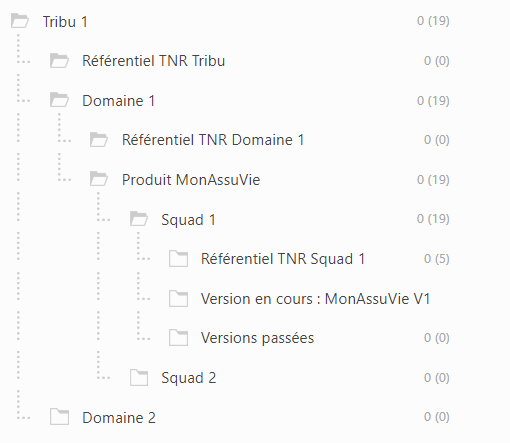 Tribu 1 0 (19)
Référentiel TNR Tribu 0 (0)
Domaine 1 0 (19)
Référentiel TNR Domaine 1 0 (0)
Produit MonAssuVie 0 (19)
Squad 1 0 (19)
Référentiel TNR Squad 1 0 (5)
Version en cours : MonAssuVie V1
Versions passées 0 (0)
Squad 2 0 (0)
Domaine 2 0 (0)